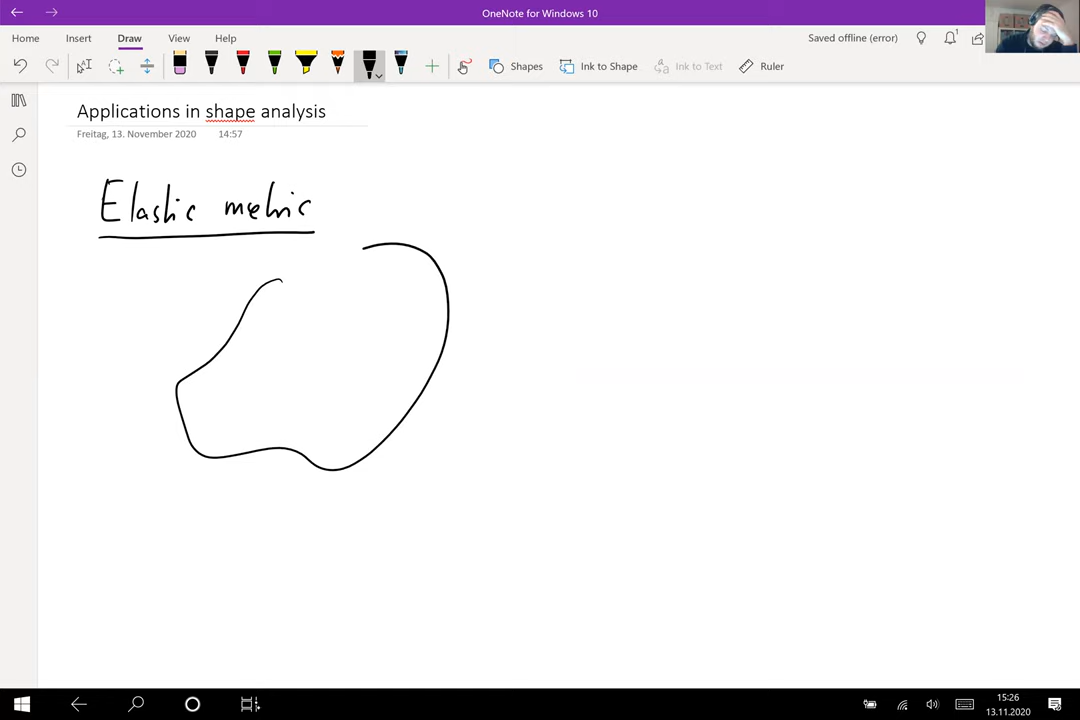 OneNote for Windows 10
Home Insert Draw View Help
Saved offline (error)
1
Shapes Ink to Shape Ink to Text Ruler
Applications in shape analysis
Freitag, 13. November 2020 14:57
Elastic metric
15:26
13.11.2020